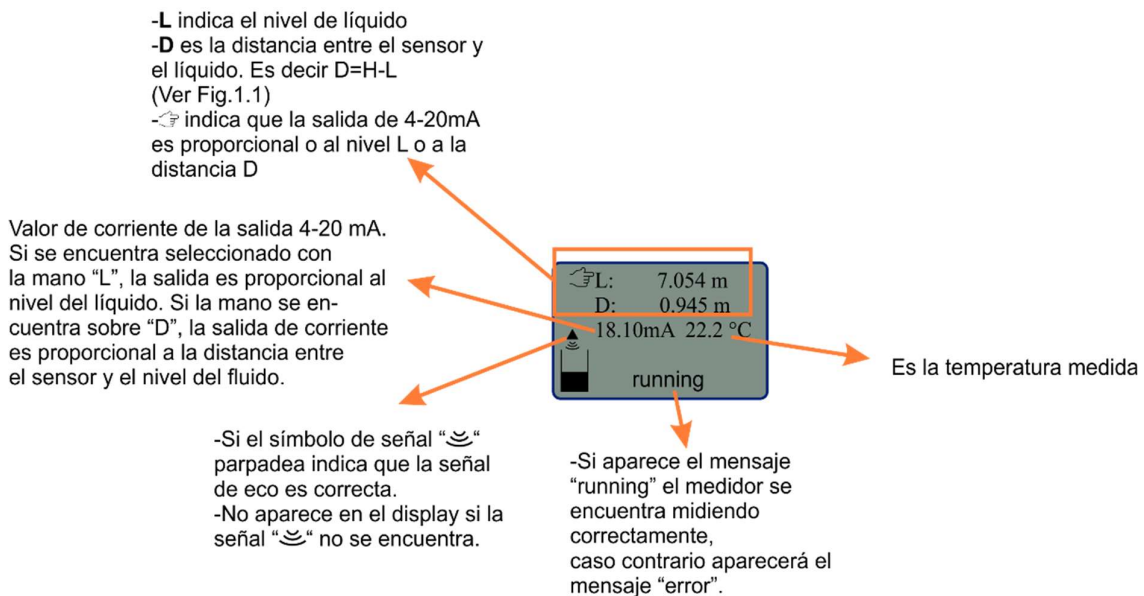 -L indica el nivel de líquido
-D es la distancia entre el sensor y
el líquido. Es decir D=H-L
(Ver Fig.1.1)
-☞ indica que la salida de 4-20mA
es proporcional o al nivel L o a la
distancia D
Valor de corriente de la salida 4-20 mA.
Si se encuentra seleccionado con
la mano “L”, la salida es proporcional al
nivel del líquido. Si la mano se en-
cuentra sobre “D”, la salida de corriente
es proporcional a la distancia entre
el sensor y el nivel del fluido.
☞L: 7.054 m
D: 0.945 m
18.10mA 22.2 °C
running
Es la temperatura medida
-Si el símbolo de señal “ “
parpadea indica que la señal
de eco es correcta.
-No aparece en el display si la
señal “ “ no se encuentra.
-Si aparece el mensaje
“running” el medidor se
encuentra midiendo
correctamente,
caso contrario aparecerá el
mensaje “error”.